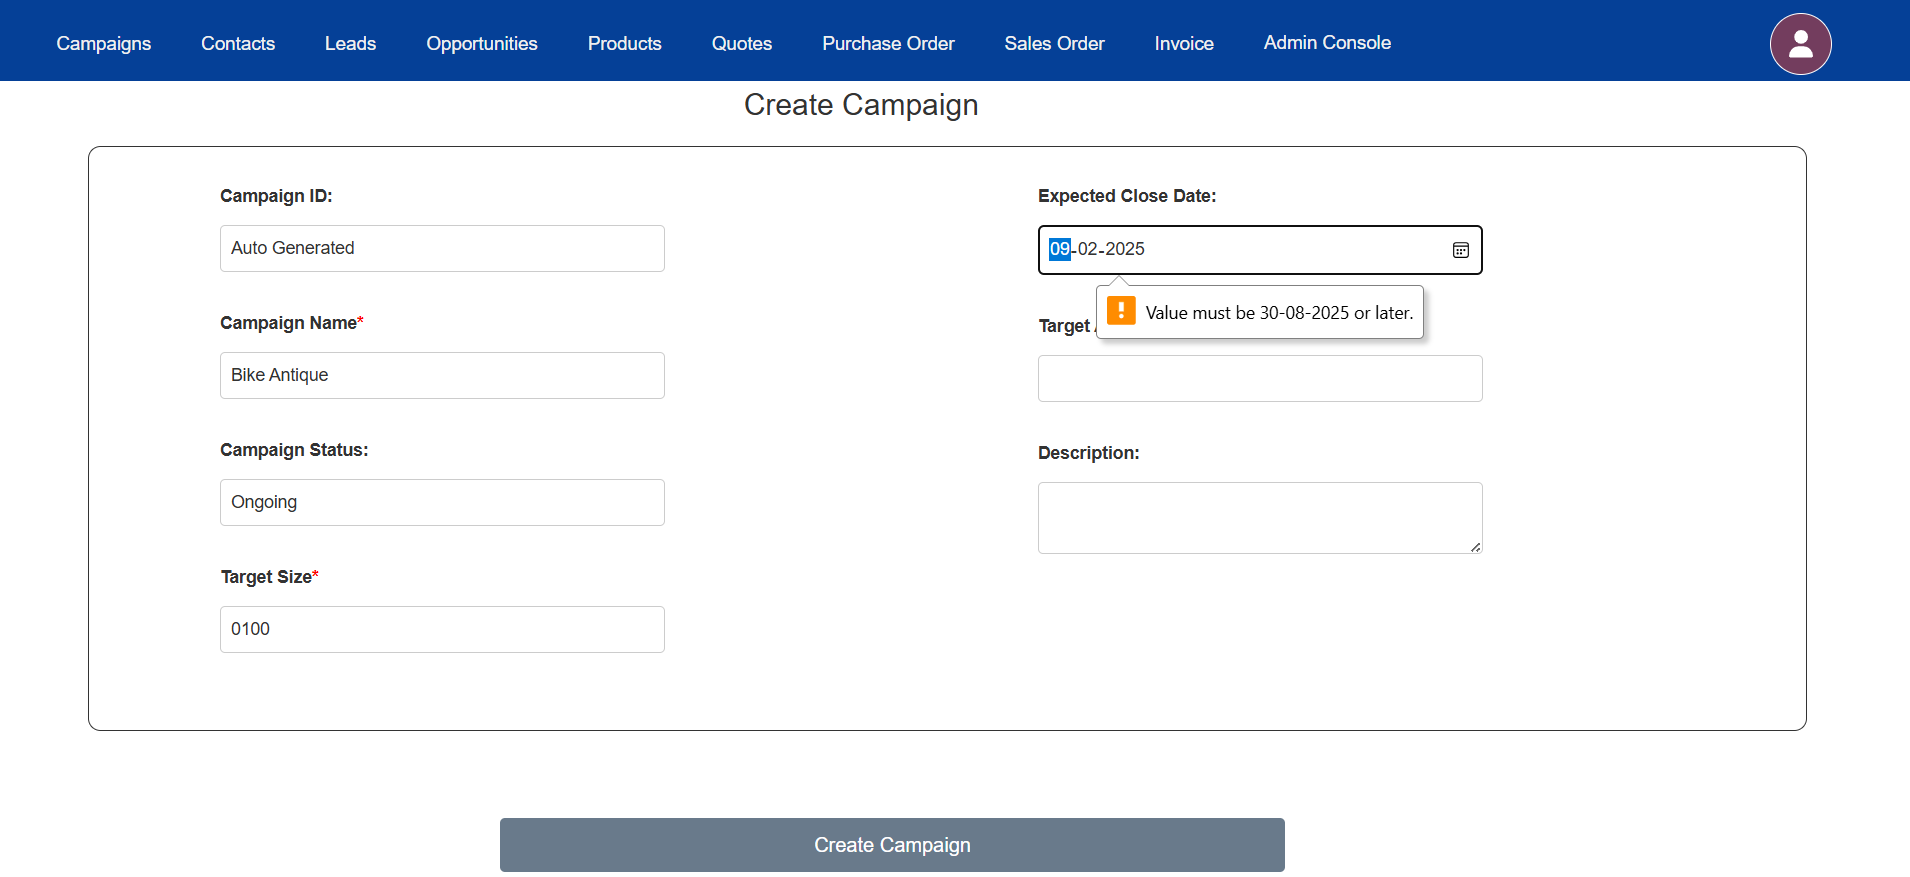 Campaigns Contacts Leads Opportunities Products Quotes Purchase Order Sales Order Invoice Admin Console
Create Campaign
Campaign ID:
Auto Generated
Campaign Name*
Bike Antique
Campaign Status:
Ongoing
Target Size*
0100
Expected Close Date:
09-02-2025
Value must be 30-08-2025 or later.
Target
Description:
Create Campaign